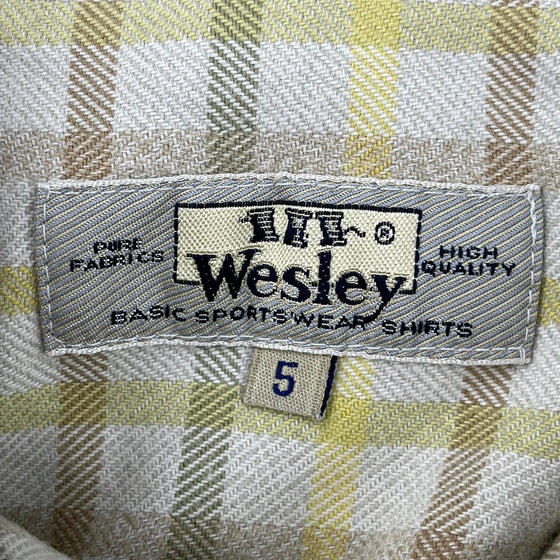 ®
PURE FABRICS
Wesley
HIGH QUALITY
BASIC SPORTSWEAR SHIRTS
5